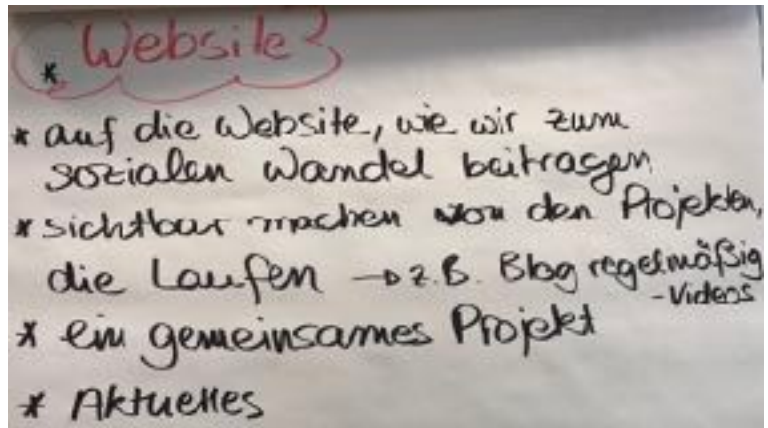 * Website
* auf die Website, wie wir zum
sozialen Wandel beitragen
* sichtbar machen von den Projekten,
die Laufen → z.B. Blog regelmäßig
- Videos
* ein gemeinsames Projekt
* Aktuelles